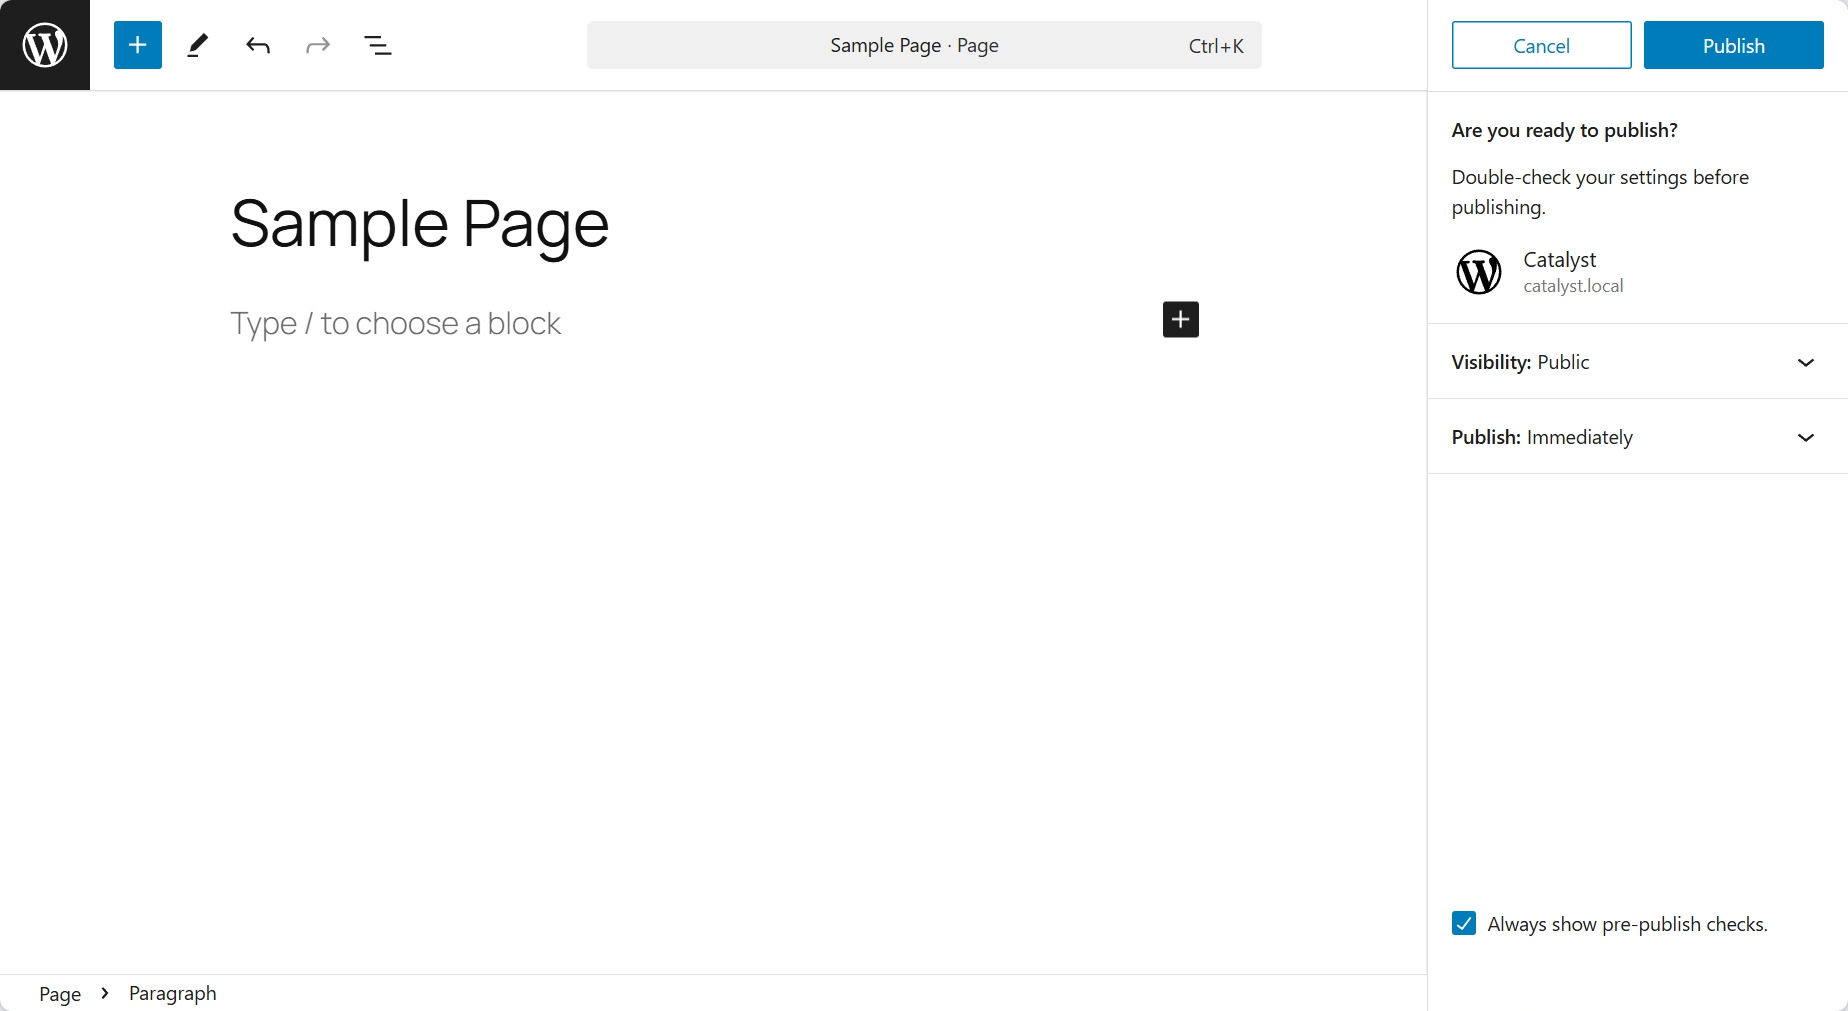 Sample Page · Page
Ctrl+K
Cancel
Publish
Sample Page
Type / to choose a block
Are you ready to publish?
Double-check your settings before
publishing.
Catalyst
catalyst.local
Visibility: Public
Publish: Immediately
Always show pre-publish checks.
Page
Paragraph